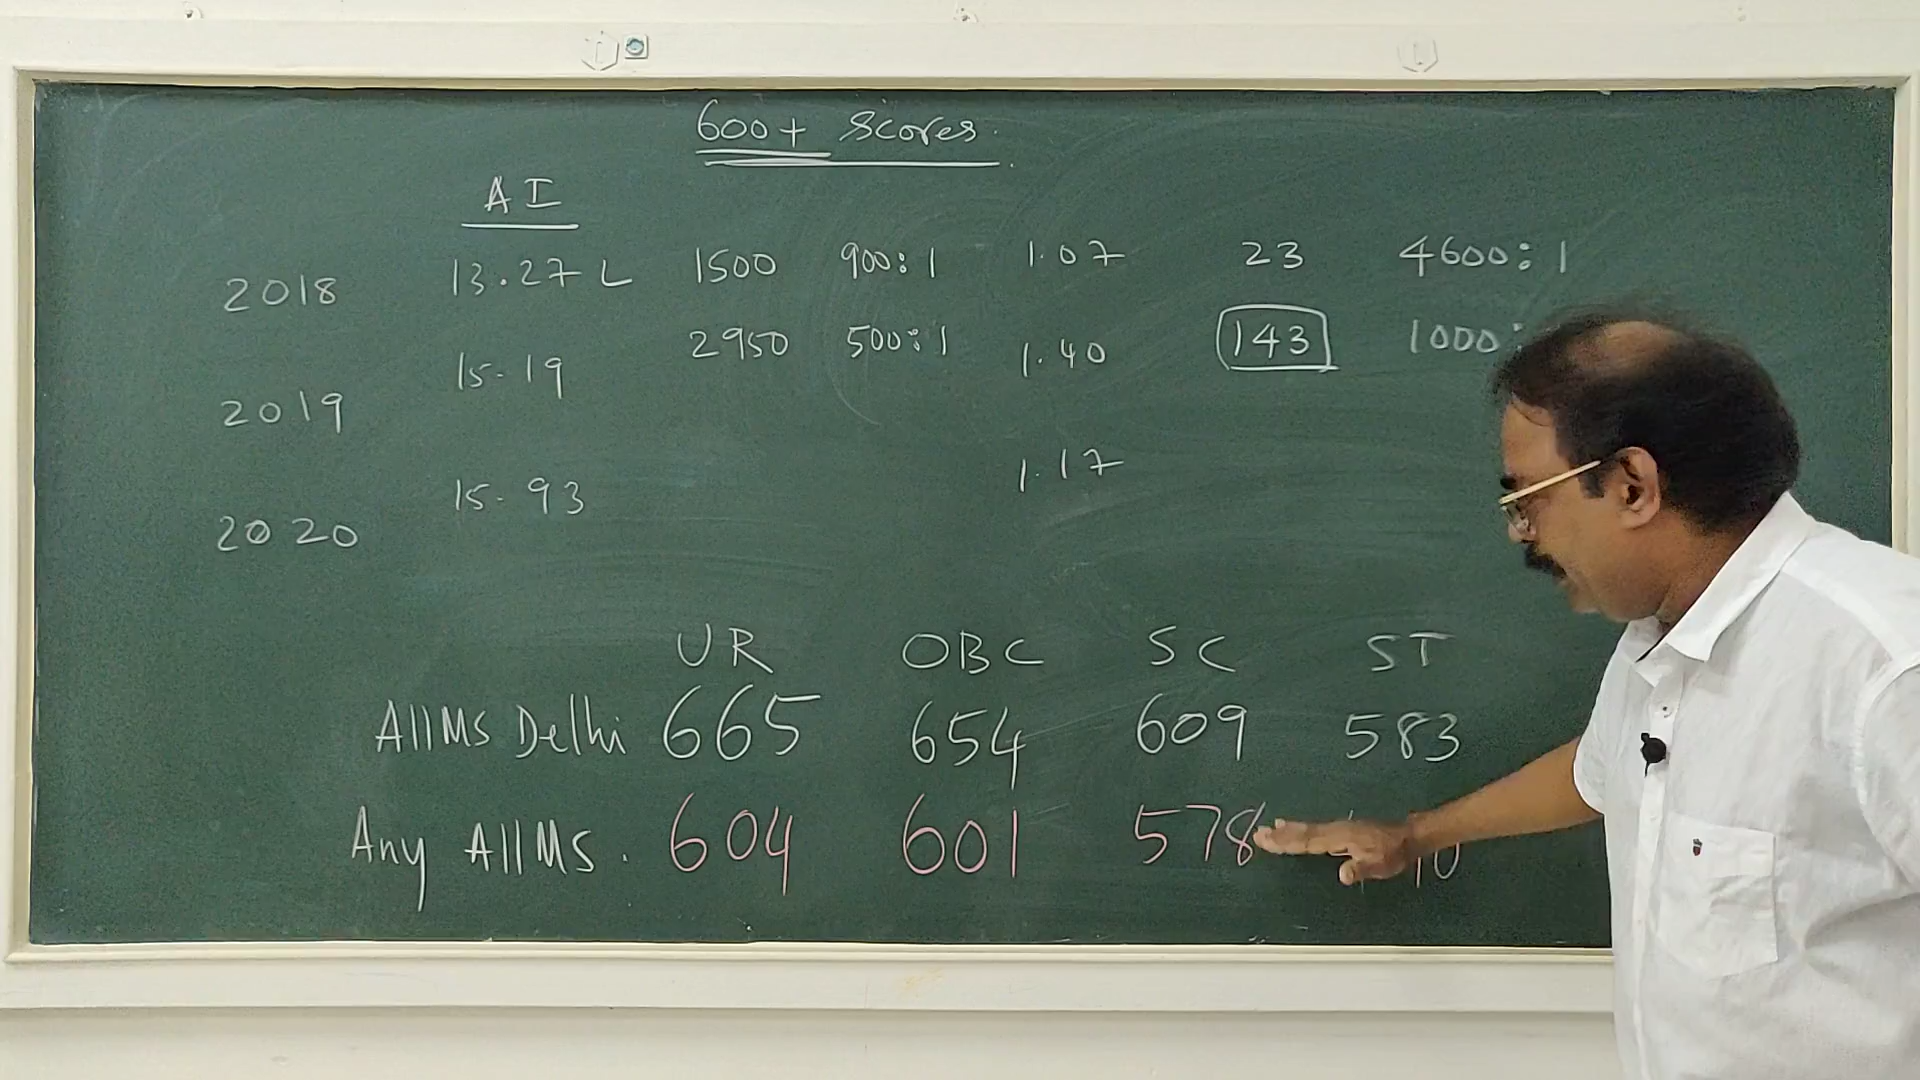 600+ Scores.
AI
2018 13.27 L 1500 900:1 1.07 23 4600:1
2019 15.19 2950 500:1 1.40 143 1000:
2020 15.93 1.17
UR OBC SC ST
AIIMS Delhi 665 654 609 583
Any AIIMS. 604 601 578